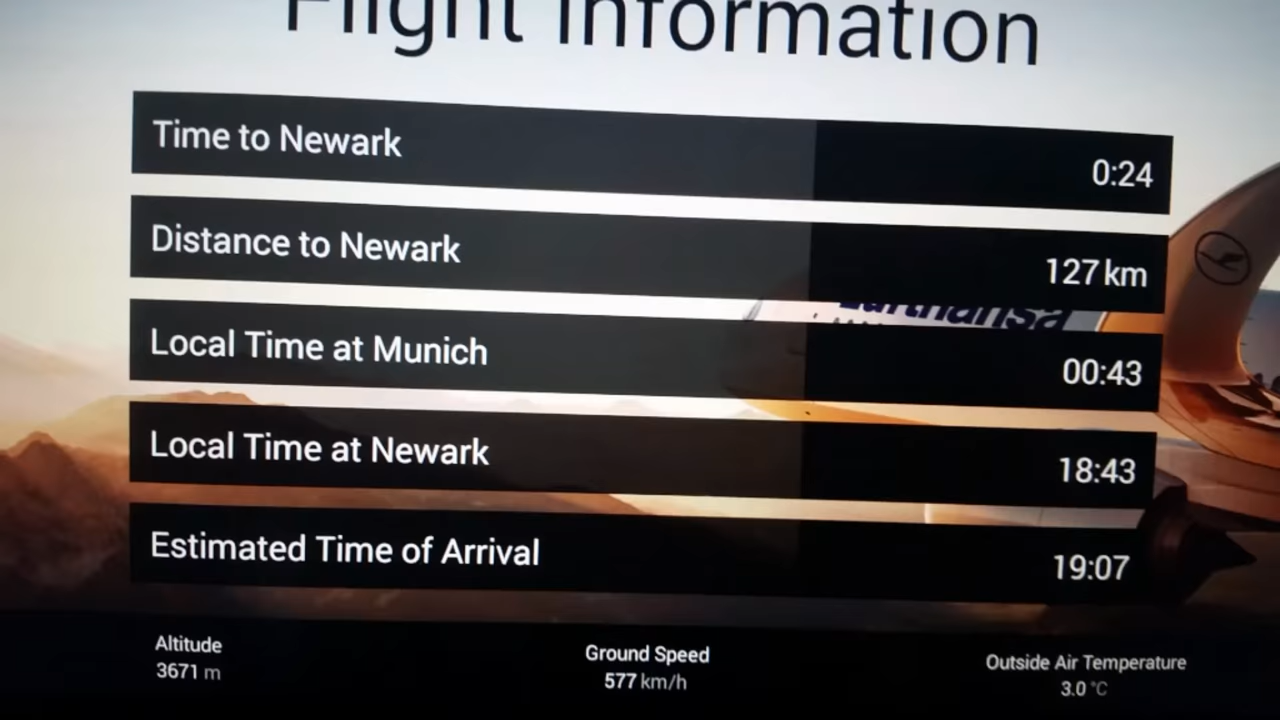 Flight Information
Time to Newark
0:24
Distance to Newark
127 km
Lufthansa
Local Time at Munich
00:43
Local Time at Newark
18:43
Estimated Time of Arrival
19:07
Altitude
3671 m
Ground Speed
577 km/h
Outside Air Temperature
3.0 °C